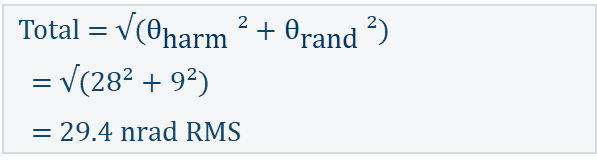 Total = √(θharm ² + θrand ²)
= √(28² + 9²)
= 29.4 nrad RMS